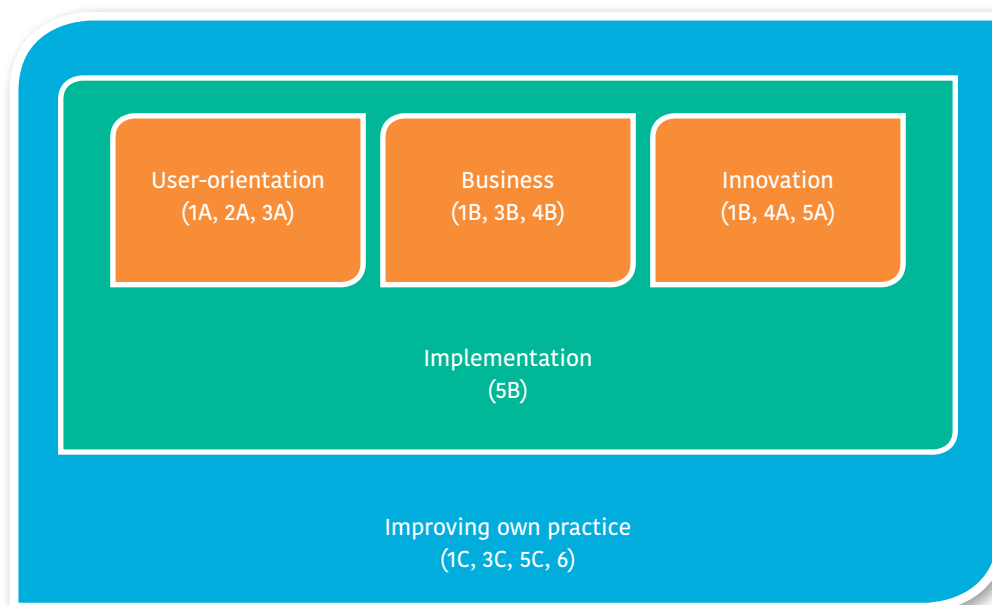 User-orientation
(1A, 2A, 3A)
Business
(1B, 3B, 4B)
Innovation
(1B, 4A, 5A)
Implementation
(5B)
Improving own practice
(1C, 3C, 5C, 6)